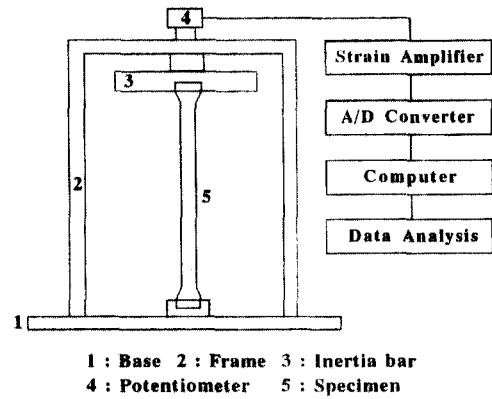 4
Strain Amplifier
3
A/D Converter
2
5
Computer
Data Analysis
1
1 : Base 2 : Frame 3 : Inertia bar
4 : Potentiometer 5 : Specimen